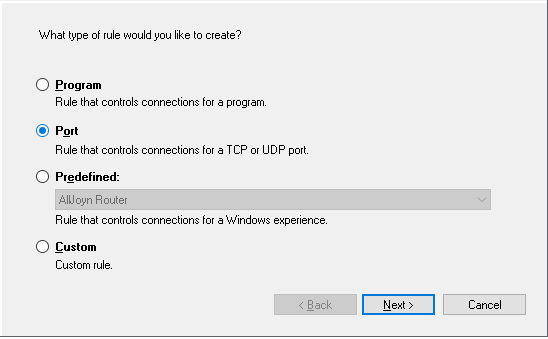 What type of rule would you like to create?
Program
Rule that controls connections for a program.
Port
Rule that controls connections for a TCP or UDP port.
Predefined:
AllJoyn Router
Rule that controls connections for a Windows experience.
Custom
Custom rule.
< Back
Next >
Cancel